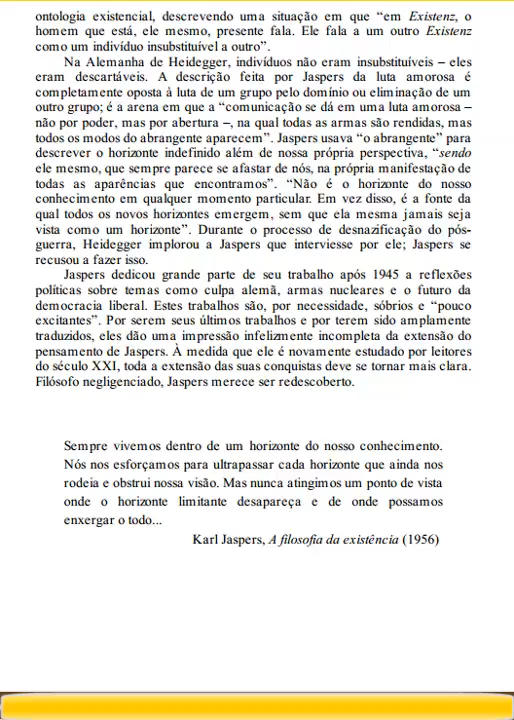 ontologia existencial, descrevendo uma situação em que “em Existenz, o
homem que está, ele mesmo, presente fala. Ele fala a um outro Existenz
como um indivíduo insubstituível a outro”.
Na Alemanha de Heidegger, indivíduos não eram insubstituíveis – eles
eram descartáveis. A descrição feita por Jaspers da luta amorosa é
completamente oposta à luta de um grupo pelo domínio ou eliminação de um
outro grupo; é a arena em que a “comunicação se dá em uma luta amorosa –
não por poder, mas por abertura –, na qual todas as armas são rendidas, mas
todos os modos do abrangente aparecem”. Jaspers usava “o abrangente” para
descrever o horizonte indefinido além de nossa própria perspectiva, “sendo
ele mesmo, que sempre parece se afastar de nós, na própria manifestação de
todas as aparências que encontramos”. “Não é o horizonte do nosso
conhecimento em qualquer momento particular. Em vez disso, é a fonte da
qual todos os novos horizontes emergem, sem que ela mesma jamais seja
vista como um horizonte”. Durante o processo de desnazificação do pós-
guerra, Heidegger implorou a Jaspers que interviesse por ele; Jaspers se
recusou a fazer isso.
Jaspers dedicou grande parte de seu trabalho após 1945 a reflexões
políticas sobre temas como culpa alemã, armas nucleares e o futuro da
democracia liberal. Estes trabalhos são, por necessidade, sóbrios e “pouco
excitantes”. Por serem seus últimos trabalhos e por terem sido amplamente
traduzidos, eles dão uma impressão infelizmente incompleta da extensão do
pensamento de Jaspers. À medida que ele é novamente estudado por leitores
do século XXI, toda a extensão das suas conquistas deve se tornar mais clara.
Filósofo negligenciado, Jaspers merece ser redescoberto.
Sempre vivemos dentro de um horizonte do nosso conhecimento.
Nós nos esforçamos para ultrapassar cada horizonte que ainda nos
rodeia e obstrui nossa visão. Mas nunca atingimos um ponto de vista
onde o horizonte limitante desapareça e de onde possamos
enxergar o todo...
Karl Jaspers, A filosofia da existência (1956)